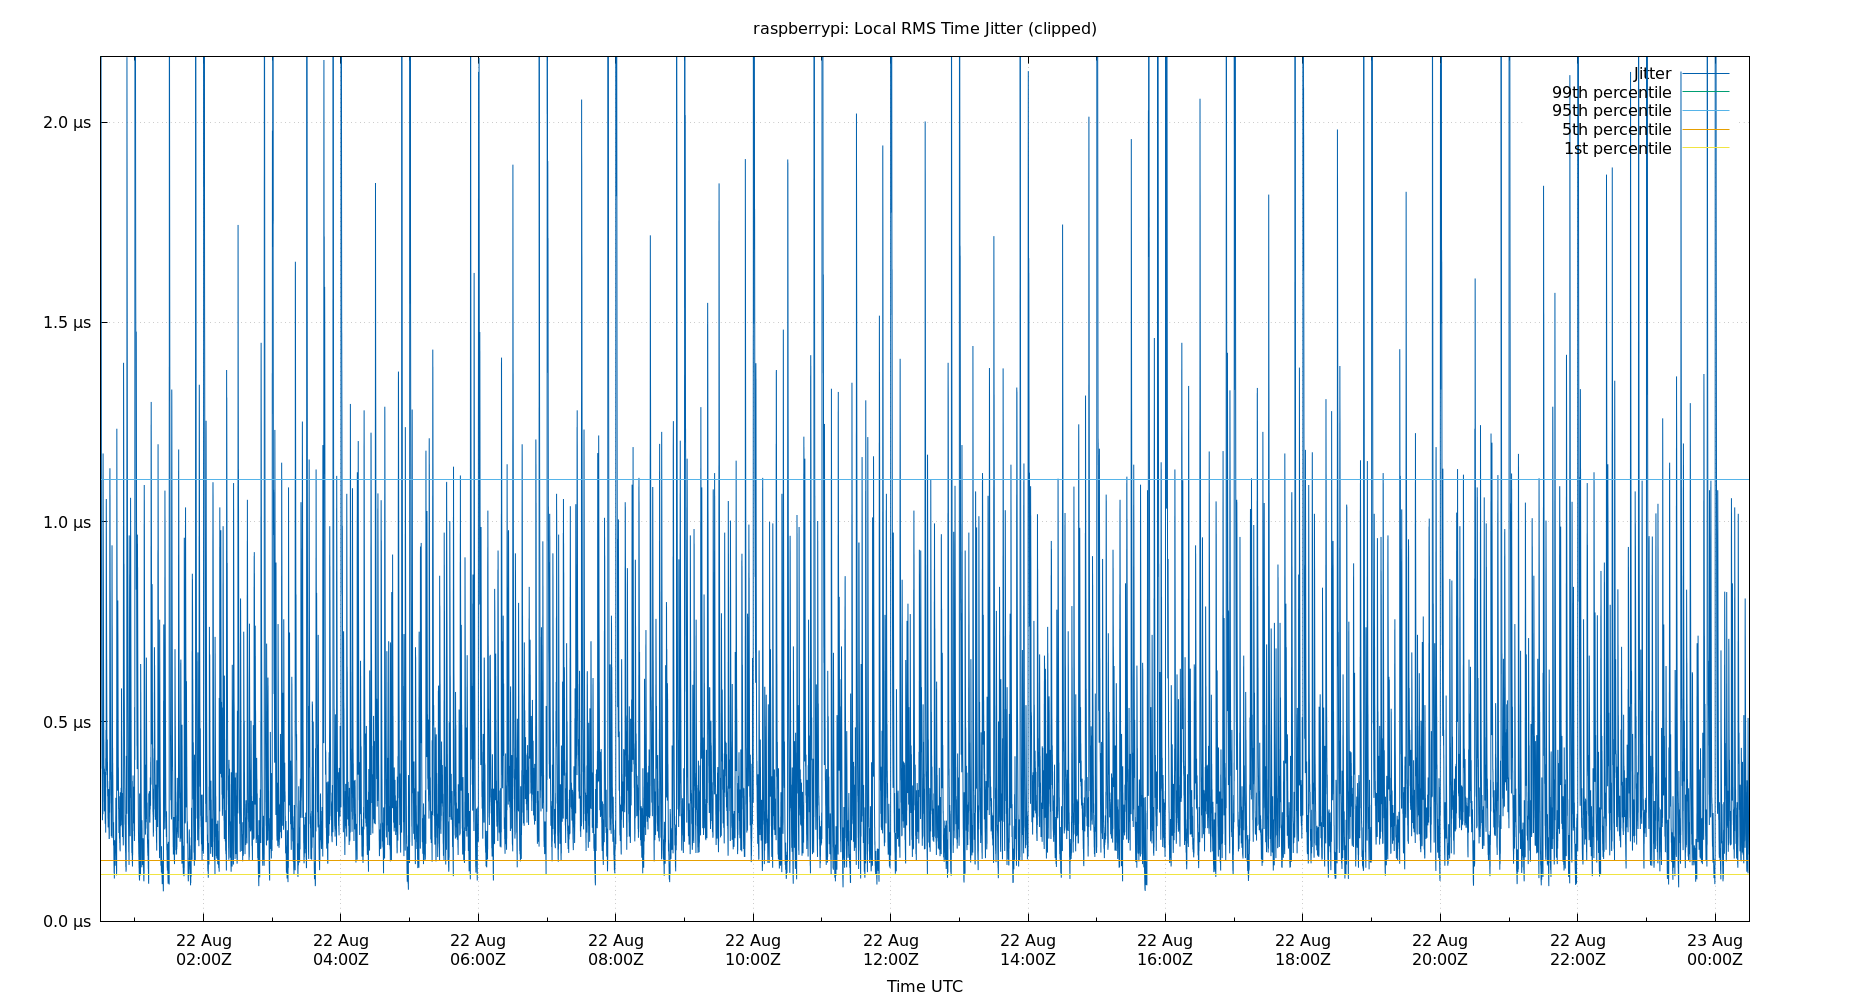 raspberrypi: Local RMS Time Jitter (clipped)
Jitter
99th percentile
95th percentile
5th percentile
1st percentile
2.0 µs
1.5 µs
1.0 µs
0.5 µs
0.0 µs
22 Aug 22 Aug 22 Aug 22 Aug 22 Aug 22 Aug 22 Aug 22 Aug 22 Aug 22 Aug 22 Aug 23 Aug
02:00Z 04:00Z 06:00Z 08:00Z 10:00Z 12:00Z 14:00Z 16:00Z 18:00Z 20:00Z 22:00Z 00:00Z
Time UTC